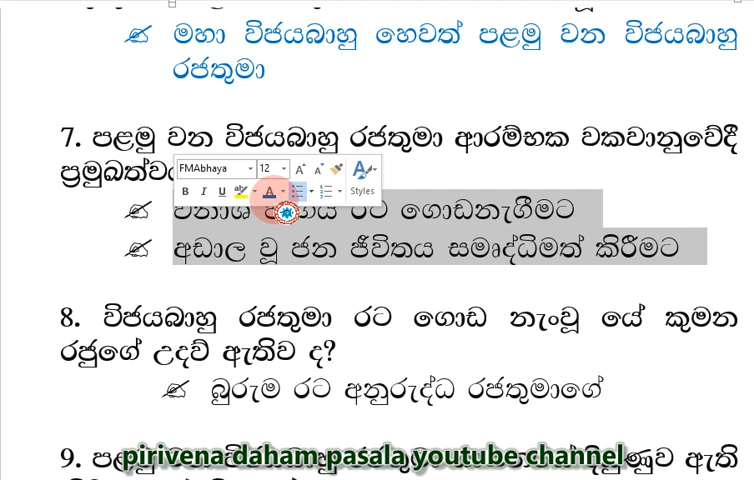 මහා විජයබාහු හෙවත් පළමු වන විජයබාහු
රජතුමා
7. පළමු වන විජයබාහු රජතුමා ආරම්භක වකවානුවේදී
FMAbhaya 12
B I U A Styles
රට ගොඩනැගීමට
අඩාල වූ ජන ජීවිතය සමෘද්ධිමත් කිරීමට
8. විජයබාහු රජතුමා රට ගොඩ නැංවූ යේ කුමන
රජුගේ උදව් ඇතිව ද?
බුරුම රට අනුරුද්ධ රජතුමාගේ
9.
pirivena daham pasala youtube channel
ඇති